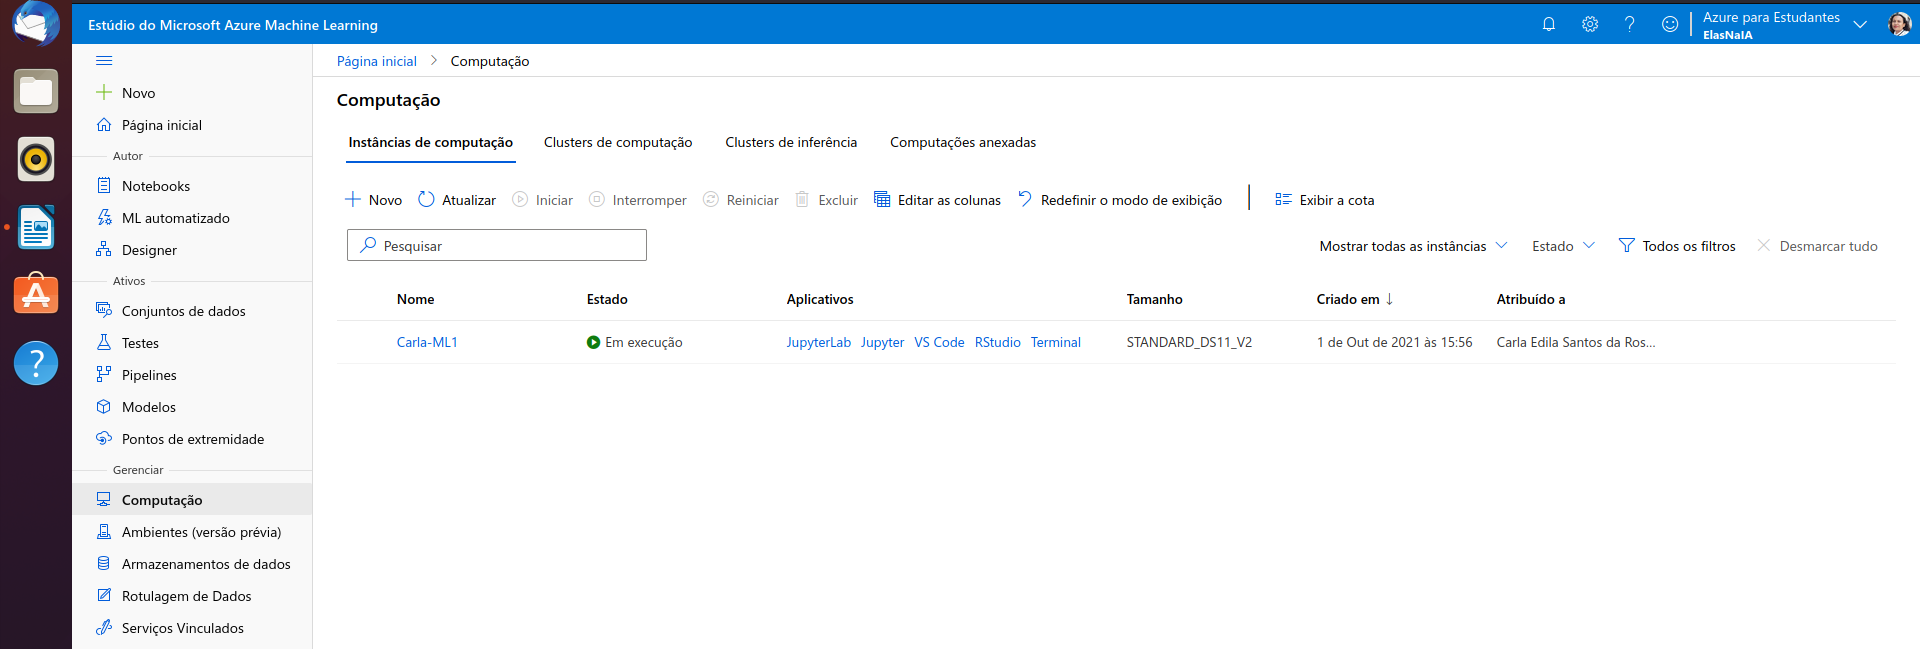 Estúdio do Microsoft Azure Machine Learning
Azure para Estudantes
ElasNaIA
Novo
Página inicial
Autor
Notebooks
ML automatizado
Designer
Ativos
Conjuntos de dados
Testes
Pipelines
Modelos
Pontos de extremidade
Gerenciar
Computação
Ambientes (versão prévia)
Armazenamentos de dados
Rotulagem de Dados
Serviços Vinculados
Página inicial > Computação
Computação
Instâncias de computação Clusters de computação Clusters de inferência Computações anexadas
Novo Atualizar Iniciar Interromper Reiniciar Excluir Editar as colunas Redefinir o modo de exibição Exibir a cota
Pesquisar Mostrar todas as instâncias Estado Todos os filtros Desmarcar tudo
Nome Estado Aplicativos Tamanho Criado em ↓ Atribuído a
Carla-ML1 Em execução JupyterLab Jupyter VS Code RStudio Terminal STANDARD_DS11_V2 1 de Out de 2021 às 15:56 Carla Edila Santos da Ros...